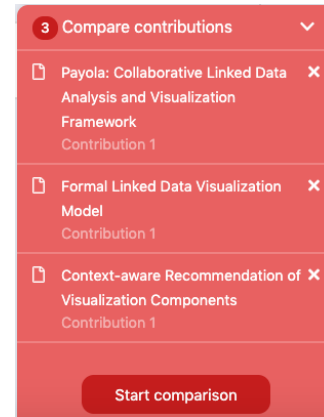 3 Compare contributions
Payola: Collaborative Linked Data
Analysis and Visualization
Framework
Contribution 1
Formal Linked Data Visualization
Model
Contribution 1
Context-aware Recommendation of
Visualization Components
Contribution 1
Start comparison